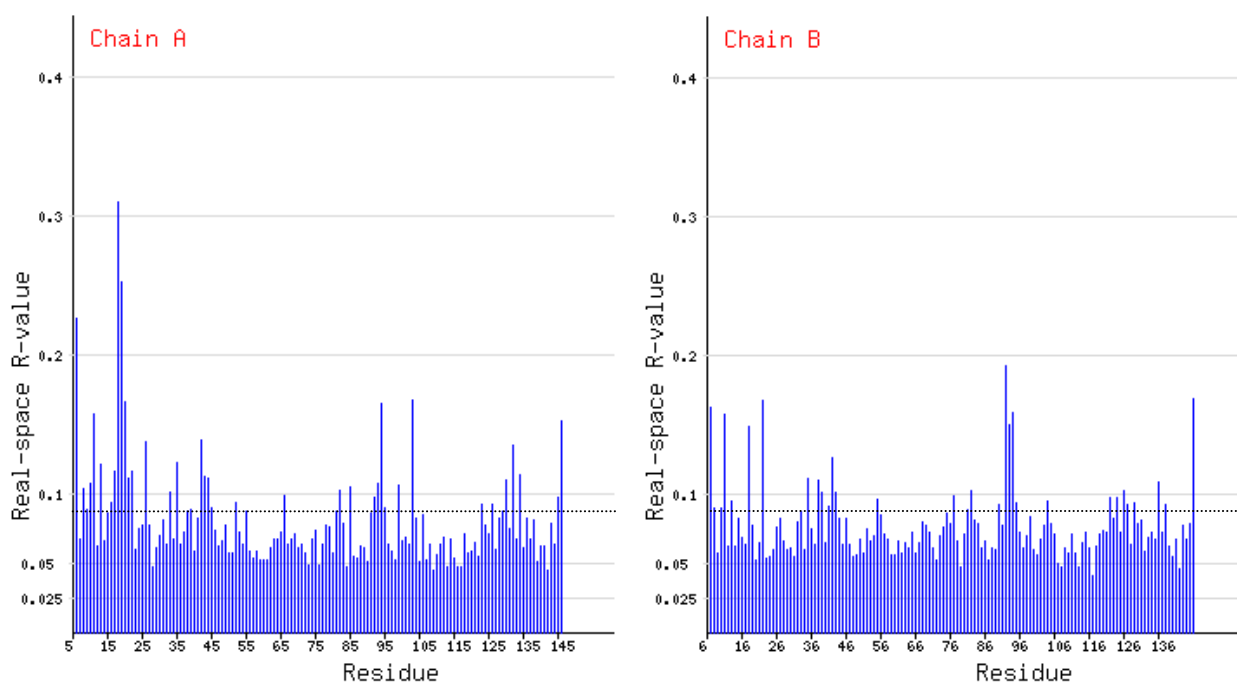 Chain A
Real-space R-value
0.4
0.3
0.2
0.1
0.05
0.025
5 15 25 35 45 55 65 75 85 95 105 115 125 135 145
Residue
Chain B
Real-space R-value
0.4
0.3
0.2
0.1
0.05
0.025
6 16 26 36 46 56 66 76 86 96 106 116 126 136
Residue